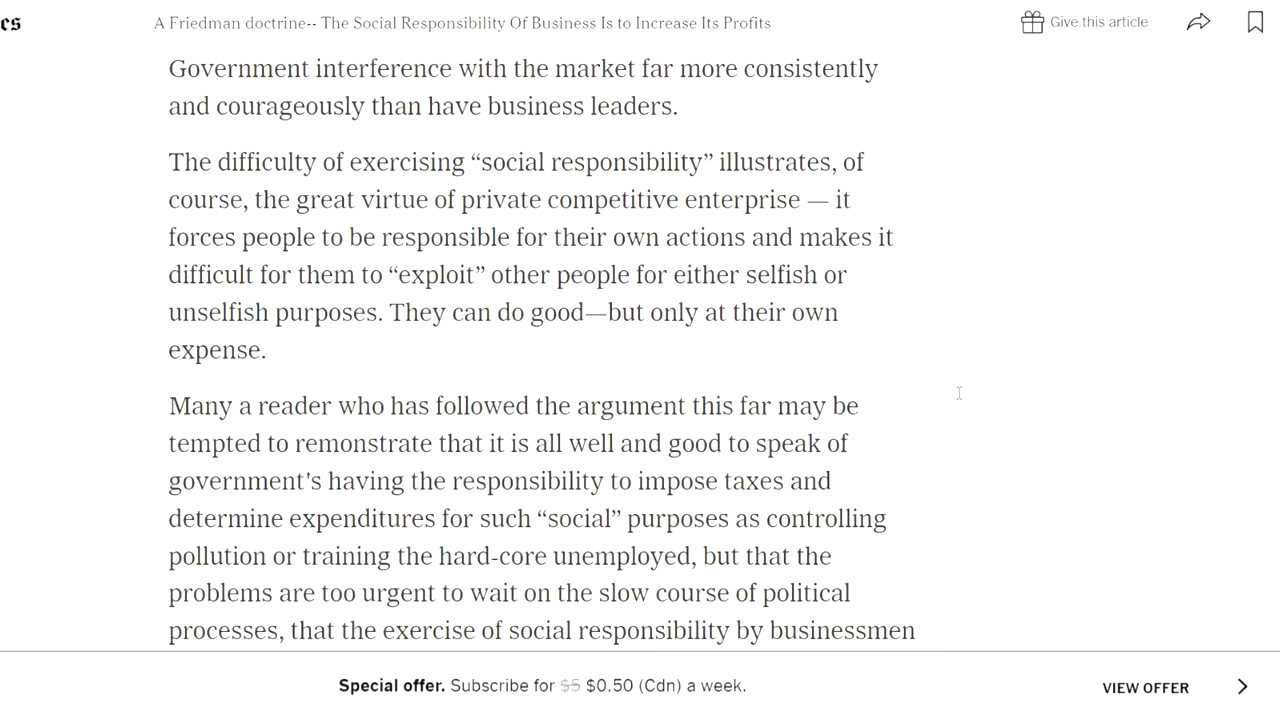 cs
A Friedman doctrine-- The Social Responsibility Of Business Is to Increase Its Profits
Give this article
Government interference with the market far more consistently
and courageously than have business leaders.
The difficulty of exercising “social responsibility” illustrates, of
course, the great virtue of private competitive enterprise — it
forces people to be responsible for their own actions and makes it
difficult for them to “exploit” other people for either selfish or
unselfish purposes. They can do good—but only at their own
expense.
Many a reader who has followed the argument this far may be
tempted to remonstrate that it is all well and good to speak of
government's having the responsibility to impose taxes and
determine expenditures for such “social” purposes as controlling
pollution or training the hard-core unemployed, but that the
problems are too urgent to wait on the slow course of political
processes, that the exercise of social responsibility by businessmen
Special offer. Subscribe for $5 $0.50 (Cdn) a week.
VIEW OFFER